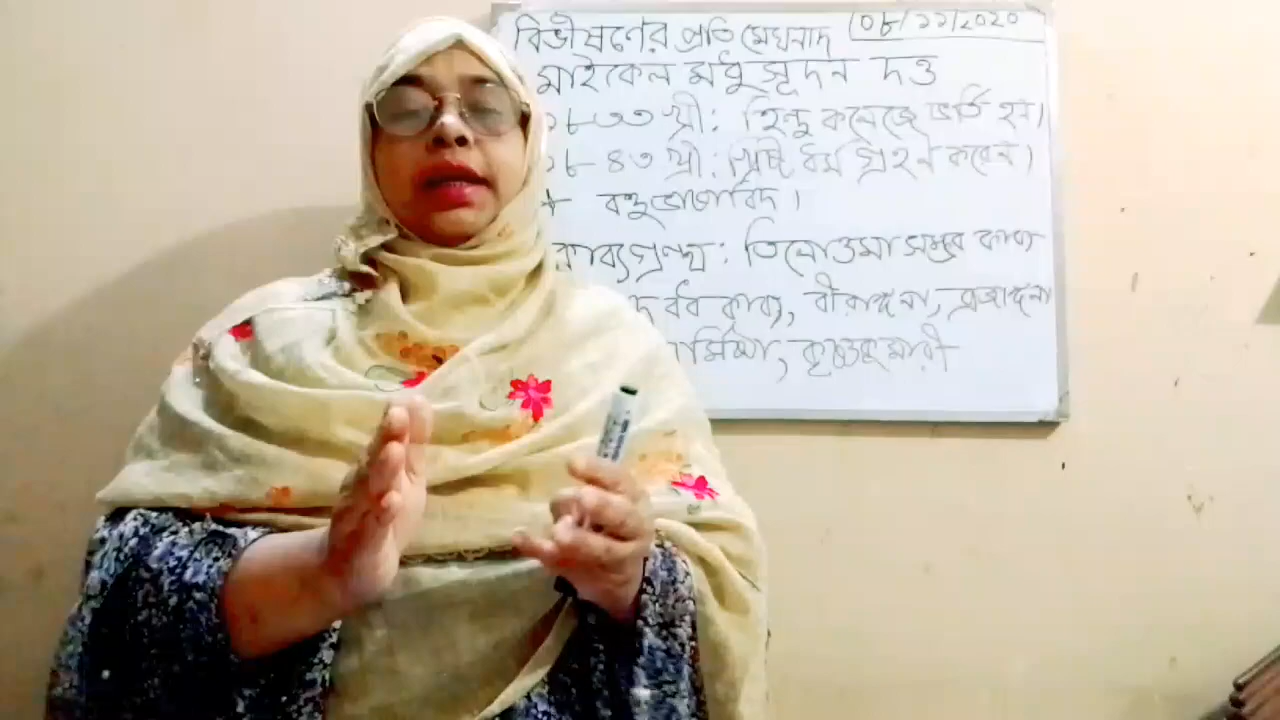 বিভীষণের প্রতি মেঘনাদ ০৮/১১/২০২০
মাইকেল মধুসূদন দত্ত
১৮৩৩ খ্রী: হিন্দু কলেজে ভর্তি হন।
১৮৪৩ খ্রী: খ্রিষ্ট ধর্ম গ্রহণ করেন।
* বহুভাষাবিদ।
কাব্যগ্রন্থ: তিলোত্তমা সম্ভব কাব্য
দ বধ কাব্য, বীরাঙ্গনা, ব্রজাঙ্গনা
র্মিষ্ঠা, কৃষ্ণকুমারী